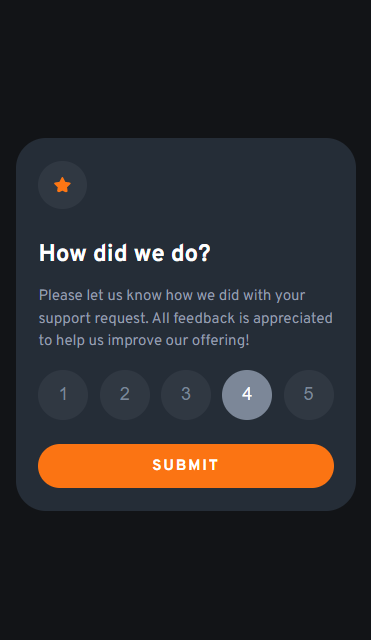 How did we do?
Please let us know how we did with your
support request. All feedback is appreciated
to help us improve our offering!
1 2 3 4 5
SUBMIT